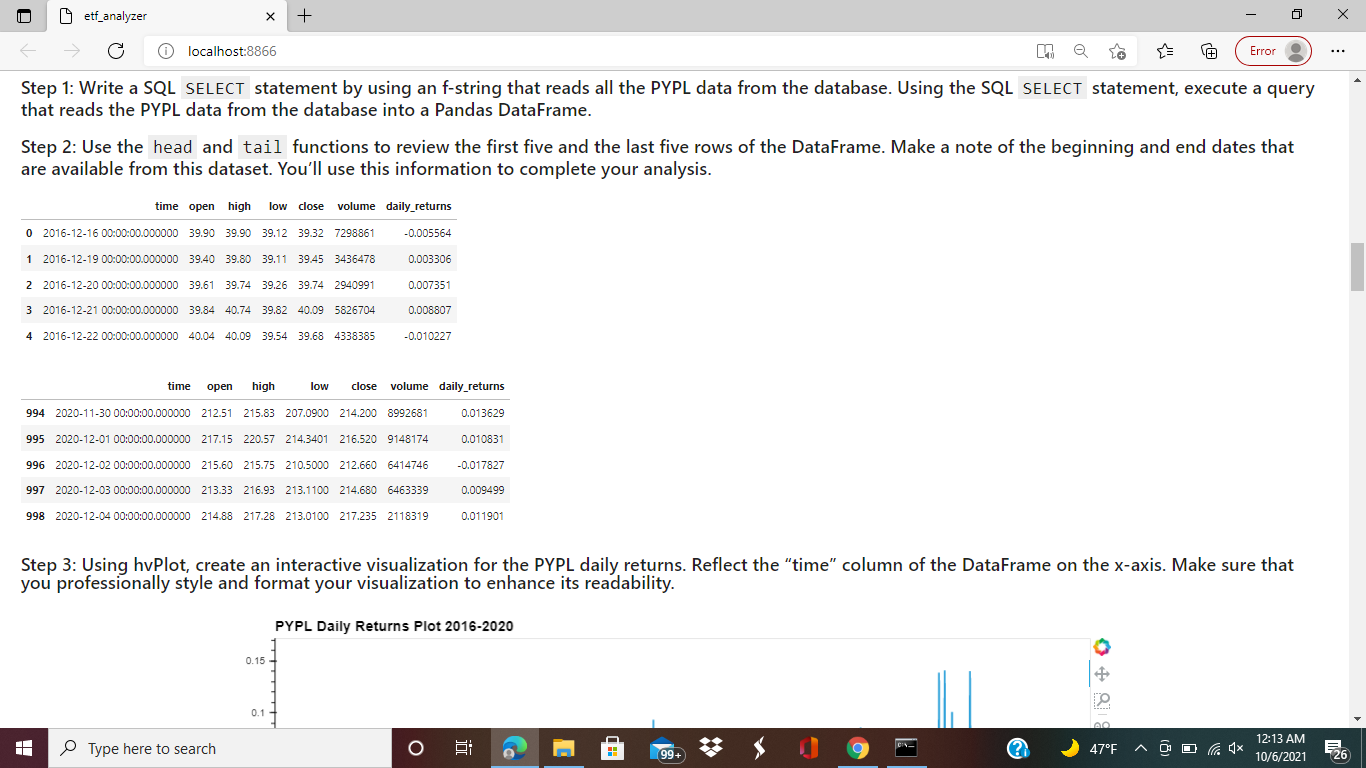 etf_analyzer
localhost:8866
Error
Step 1: Write a SQL SELECT statement by using an f-string that reads all the PYPL data from the database. Using the SQL SELECT statement, execute a query
that reads the PYPL data from the database into a Pandas DataFrame.
Step 2: Use the head and tail functions to review the first five and the last five rows of the DataFrame. Make a note of the beginning and end dates that
are available from this dataset. You’ll use this information to complete your analysis.
time open high low close volume daily_returns
0 2016-12-16 00:00:00.000000 39.90 39.90 39.12 39.32 7298861 -0.005564
1 2016-12-19 00:00:00.000000 39.40 39.80 39.11 39.45 3436478 0.003306
2 2016-12-20 00:00:00.000000 39.61 39.74 39.26 39.74 2940991 0.007351
3 2016-12-21 00:00:00.000000 39.84 40.74 39.82 40.09 5826704 0.008807
4 2016-12-22 00:00:00.000000 40.04 40.09 39.54 39.68 4338385 -0.010227
time open high low close volume daily_returns
994 2020-11-30 00:00:00.000000 212.51 215.83 207.0900 214.200 8992681 0.013629
995 2020-12-01 00:00:00.000000 217.15 220.57 214.3401 216.520 9148174 0.010831
996 2020-12-02 00:00:00.000000 215.60 215.75 210.5000 212.660 6414746 -0.017827
997 2020-12-03 00:00:00.000000 213.33 216.93 213.1100 214.680 6463339 0.009499
998 2020-12-04 00:00:00.000000 214.88 217.28 213.0100 217.235 2118319 0.011901
Step 3: Using hvPlot, create an interactive visualization for the PYPL daily returns. Reflect the “time” column of the DataFrame on the x-axis. Make sure that
you professionally style and format your visualization to enhance its readability.
PYPL Daily Returns Plot 2016-2020
0.15
0.1
Type here to search
99+
47°F
12:13 AM
10/6/2021
26